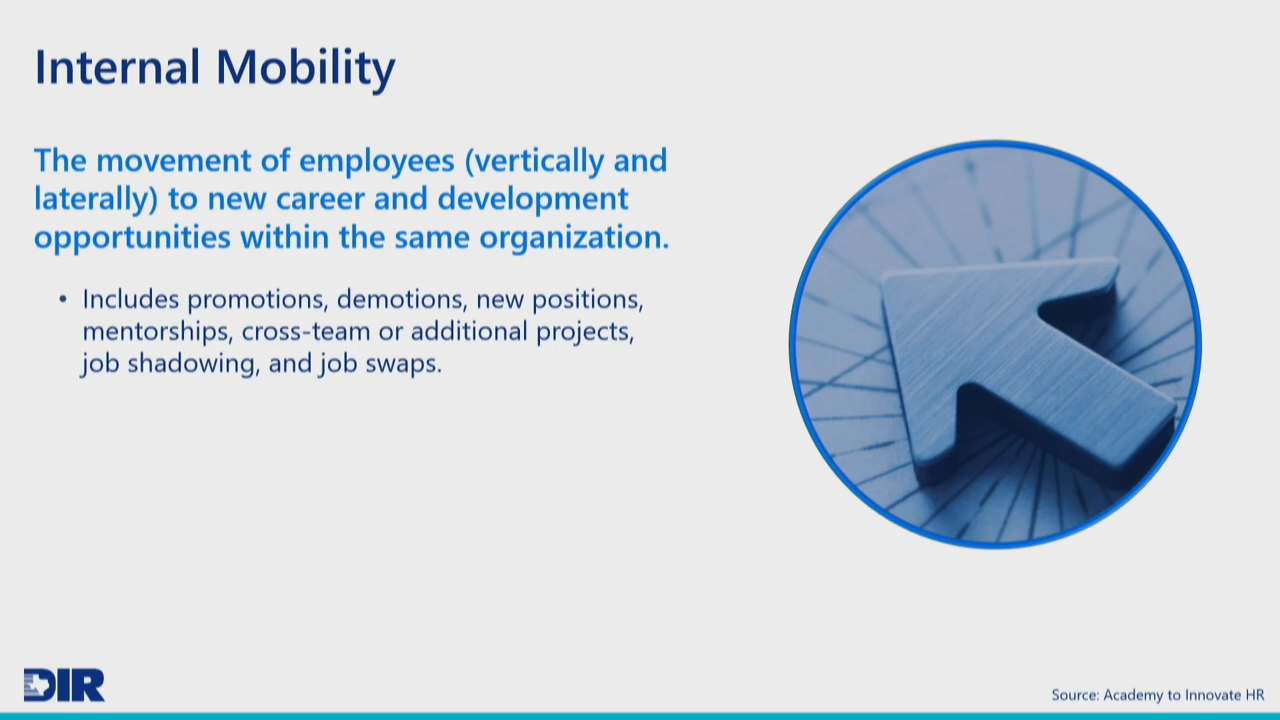 Internal Mobility
The movement of employees (vertically and
laterally) to new career and development
opportunities within the same organization.
• Includes promotions, demotions, new positions,
mentorships, cross-team or additional projects,
job shadowing, and job swaps.
DIR
Source: Academy to Innovate HR